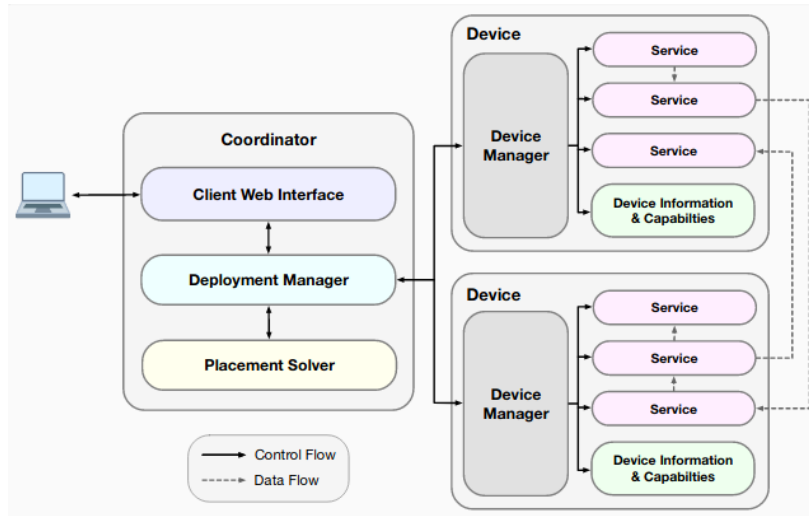 Coordinator
Client Web Interface
Deployment Manager
Placement Solver
Control Flow
Data Flow
Device
Device
Manager
Service
Service
Service
Device Information
& Capabilties
Device
Device
Manager
Service
Service
Service
Device Information
& Capabilties